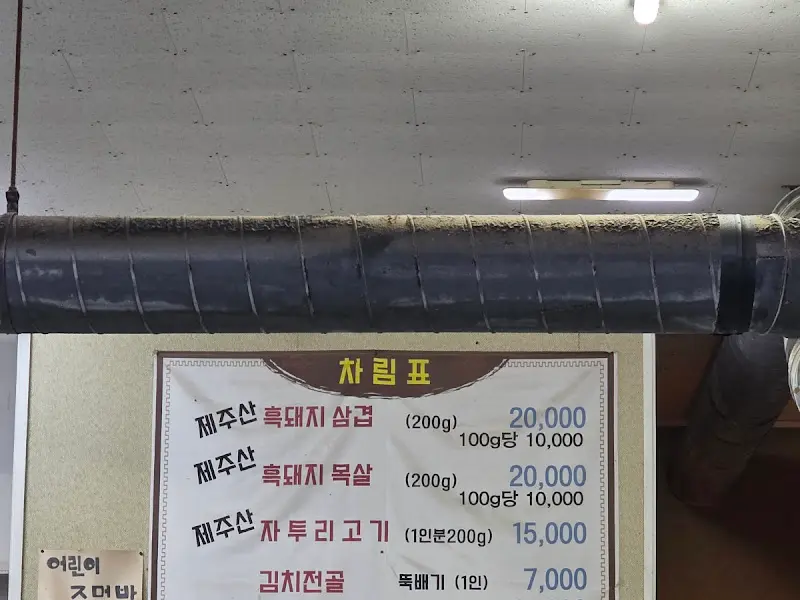 차림표
제주산 흑돼지 삼겹 (200g) 20,000
100g당 10,000
제주산 흑돼지 목살 (200g) 20,000
100g당 10,000
제주산 자투리고기 (1인분200g) 15,000
김치전골 뚝배기 (1인) 7,000
어린이
주먹밥